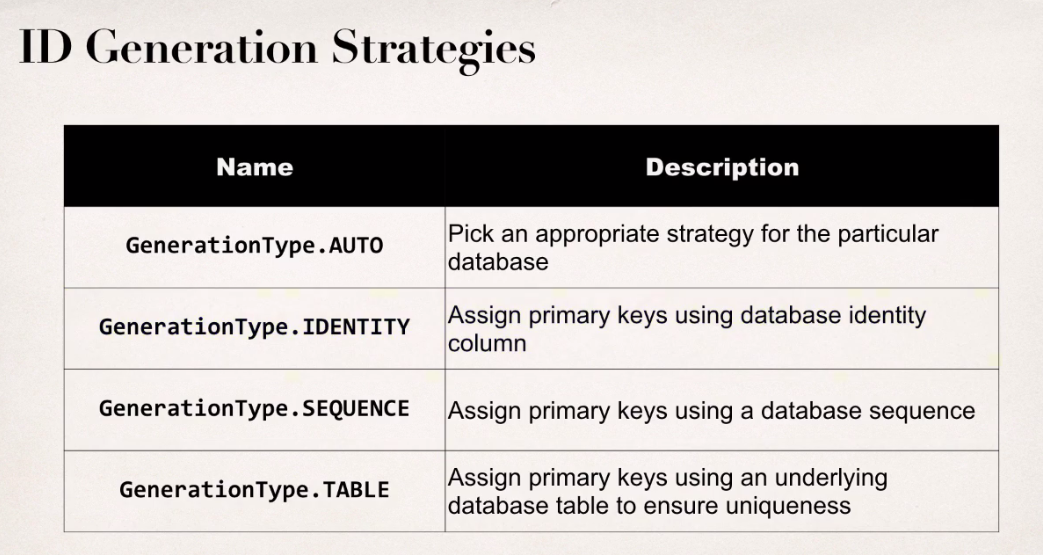 ID Generation Strategies
Name
Description
GenerationType.AUTO
Pick an appropriate strategy for the particular
database
GenerationType.IDENTITY
Assign primary keys using database identity
column
GenerationType.SEQUENCE
Assign primary keys using a database sequence
GenerationType.TABLE
Assign primary keys using an underlying
database table to ensure uniqueness